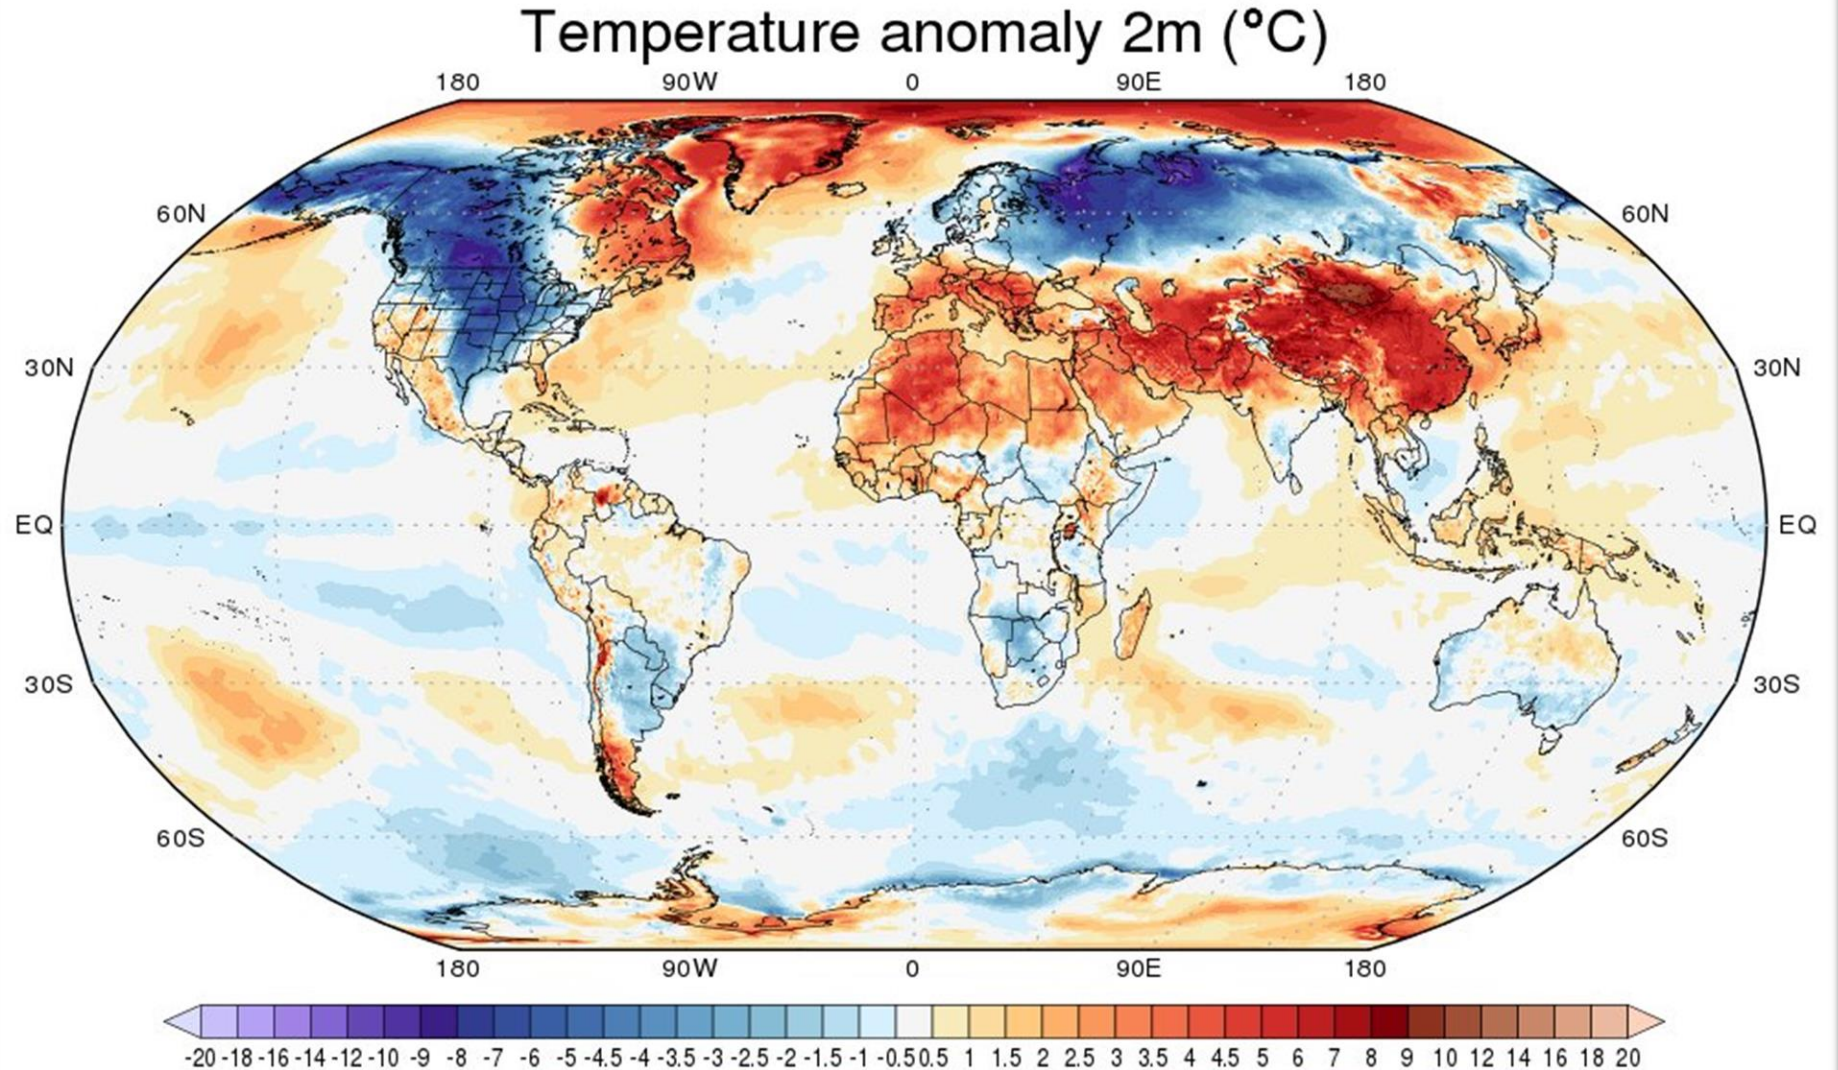 Temperature anomaly 2m (°C)
180 90W 0 90E 180
60N 60N
30N 30N
EQ EQ
30S 30S
60S 60S
180 90W 0 90E 180
-20 -18 -16 -14 -12 -10 -9 -8 -7 -6 -5 -4.5 -4 -3.5 -3 -2.5 -2 -1.5 -1 -0.5 0.5 1 1.5 2 2.5 3 3.5 4 4.5 5 6 7 8 9 10 12 14 16 18 20